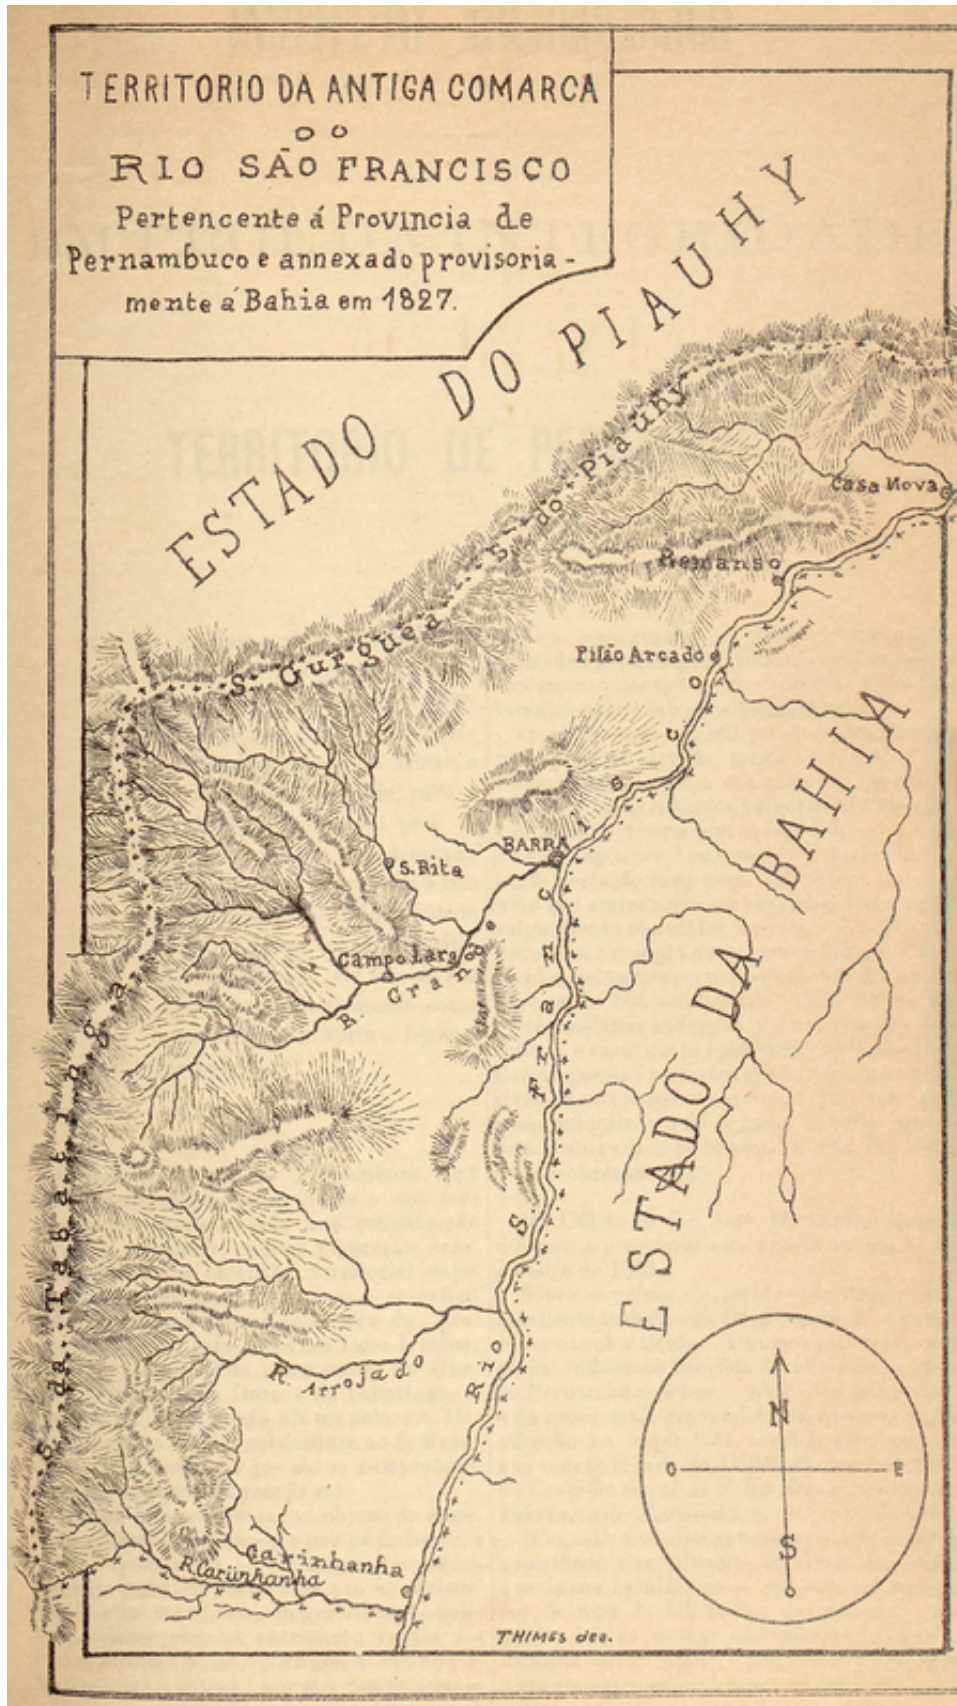 TERRITORIO DA ANTIGA COMARCA
DO
RIO SÃO FRANCISCO
Pertencente á Provincia de
Pernambuco e annexado provisoria-
mente á Bahia em 1827.
ESTADO DO PIAUHY
S. do Piauhy
Casa Nova
Remanso
S. Gurguea
Pilão Arcado
BARRA
S. Rita
Campo Largo
R. Grande
ESTADO DA BAHIA
Rio S. Francisco
S. da Tabatinga
R. Arrojado
Carinhanha
R. Carinhanha
N
O
E
S
THIMES des.